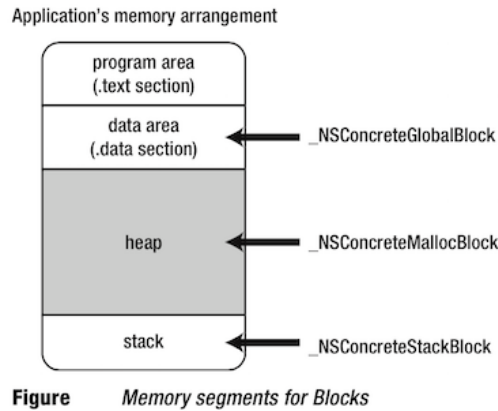 Application's memory arrangement
program area
(.text section)
data area
(.data section)
_NSConcreteGlobalBlock
heap
_NSConcreteMallocBlock
stack
_NSConcreteStackBlock
Figure Memory segments for Blocks